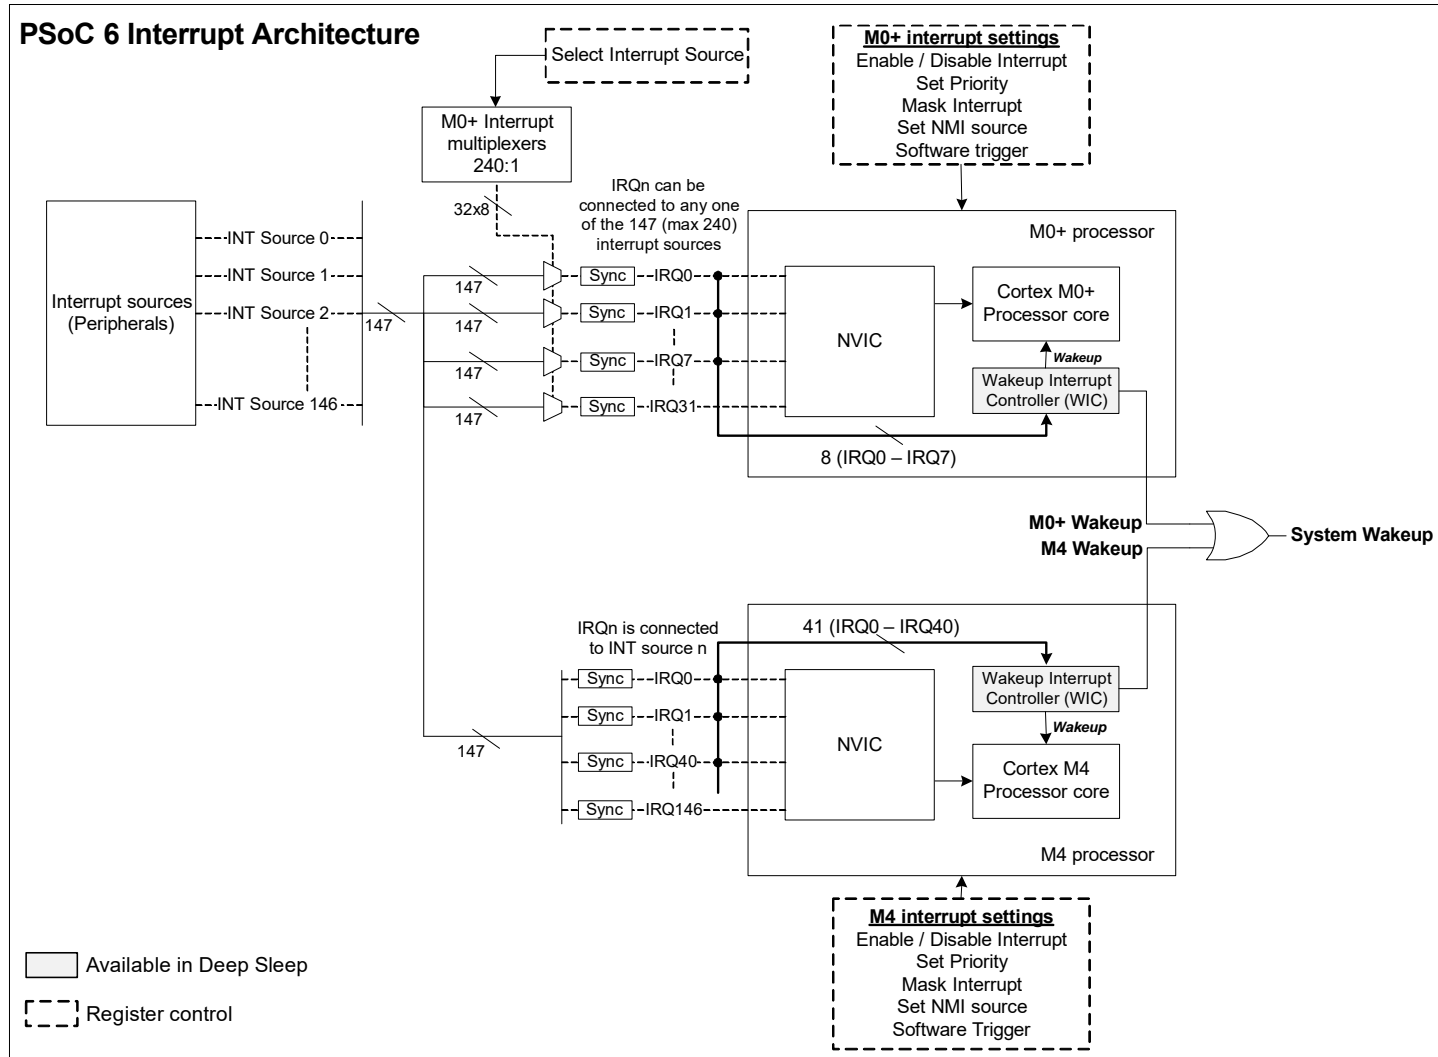 PSoC 6 Interrupt Architecture
Select Interrupt Source
M0+ interrupt settings
Enable / Disable Interrupt
Set Priority
Mask Interrupt
Set NMI source
Software trigger
M0+ Interrupt
multiplexers
240:1
32x8
IRQn can be
connected to any one
of the 147 (max 240)
interrupt sources
Interrupt sources
(Peripherals)
INT Source 0
INT Source 1
INT Source 2
INT Source 146
147
147
147
147
147
Sync
IRQ0
Sync
IRQ1
Sync
IRQ7
Sync
IRQ31
M0+ processor
NVIC
Cortex M0+
Processor core
Wakeup
Wakeup Interrupt
Controller (WIC)
8 (IRQ0 – IRQ7)
M0+ Wakeup
M4 Wakeup
System Wakeup
IRQn is connected
to INT source n
41 (IRQ0 – IRQ40)
147
Sync
IRQ0
Sync
IRQ1
Sync
IRQ40
Sync
IRQ146
NVIC
Wakeup Interrupt
Controller (WIC)
Wakeup
Cortex M4
Processor core
M4 processor
M4 interrupt settings
Enable / Disable Interrupt
Set Priority
Mask Interrupt
Set NMI source
Software Trigger
Available in Deep Sleep
Register control